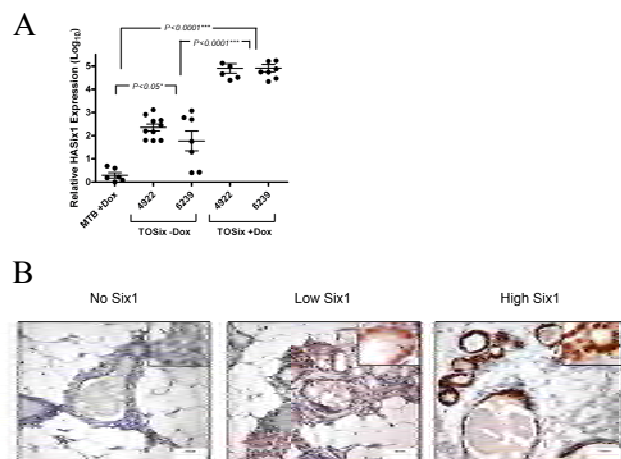 A
P<0.0001***
P<0.0001***
P<0.05*
Relative HASix1 Expression (Log10)
5
4
3
2
1
0
MTB +Dox
4922
6239
4922
6239
TOSix -Dox
TOSix +Dox
B
No Six1
Low Six1
High Six1